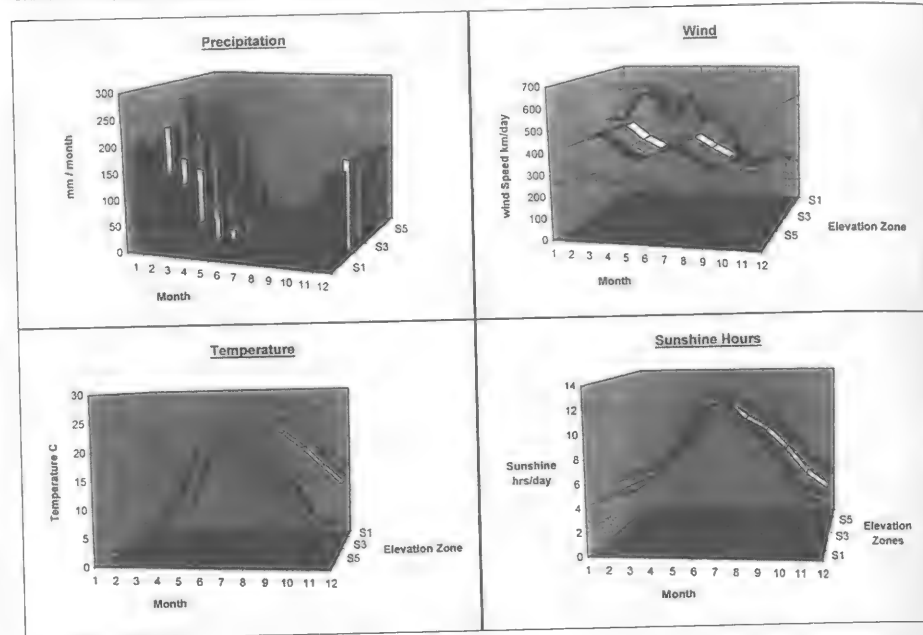 Precipitation
300
250
200
150
100
50
0
mm / month
1 2 3 4 5 6 7 8 9 10 11 12
Month
S1
S3
S5
Wind
700
600
500
400
300
200
100
0
wind Speed km/day
1 2 3 4 5 6 7 8 9 10 11 12
Month
S1
S3
S5
Elevation Zone
Temperature
30
25
20
15
10
5
0
Temperature C
1 2 3 4 5 6 7 8 9 10 11 12
Month
S1
S3
S5
Elevation Zone
Sunshine Hours
14
12
10
8
6
4
2
0
Sunshine
hrs/day
1 2 3 4 5 6 7 8 9 10 11 12
Month
S5
S3
S1
Elevation
Zones